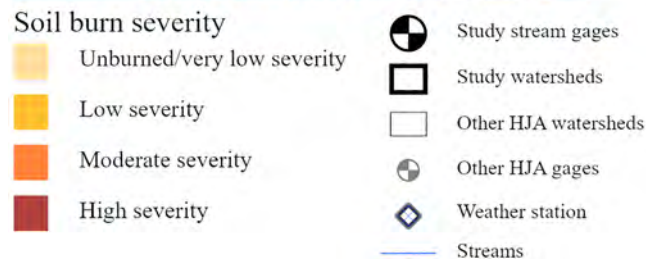 Soil burn severity
Unburned/very low severity
Low severity
Moderate severity
High severity
Study stream gages
Study watersheds
Other HJA watersheds
Other HJA gages
Weather station
Streams